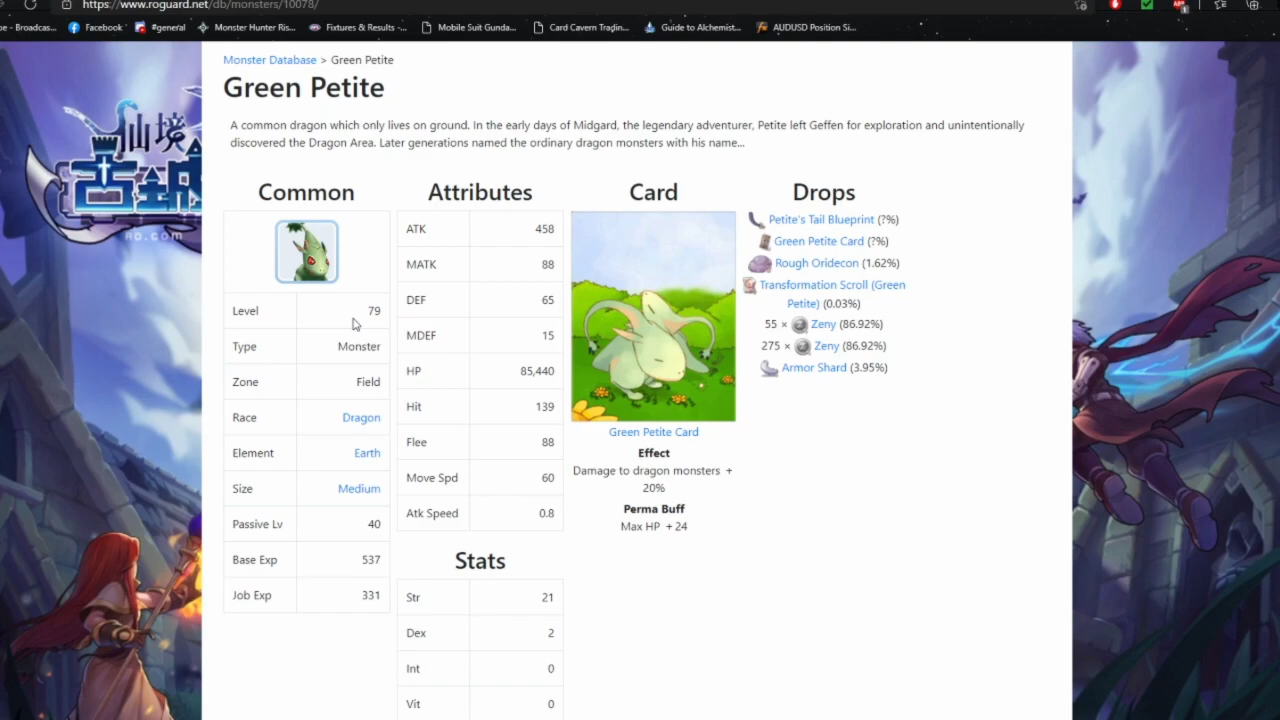 https://www.roguard.net/db/monsters/10078/
pe - Broadcas...
Facebook
#general
Monster Hunter Ris...
Fixtures & Results -...
Mobile Suit Gunda...
Card Cavern Tradin...
Guide to Alchemist...
AUDUSD Position Si...
Monster Database > Green Petite
Green Petite
A common dragon which only lives on ground. In the early days of Midgard, the legendary adventurer, Petite left Geffen for exploration and unintentionally
discovered the Dragon Area. Later generations named the ordinary dragon monsters with his name...
仙境
RO.COM
Common
Level 79
Type Monster
Zone Field
Race Dragon
Element Earth
Size Medium
Passive Lv 40
Base Exp 537
Job Exp 331
Attributes
ATK 458
MATK 88
DEF 65
MDEF 15
HP 85,440
Hit 139
Flee 88
Move Spd 60
Atk Speed 0.8
Stats
Str 21
Dex 2
Int 0
Vit 0
Card
Green Petite Card
Effect
Damage to dragon monsters +
20%
Perma Buff
Max HP +24
Drops
Petite's Tail Blueprint (?%)
Green Petite Card (?%)
Rough Oridecon (1.62%)
Transformation Scroll (Green
Petite) (0.03%)
55 × Zeny (86.92%)
275 × Zeny (86.92%)
Armor Shard (3.95%)